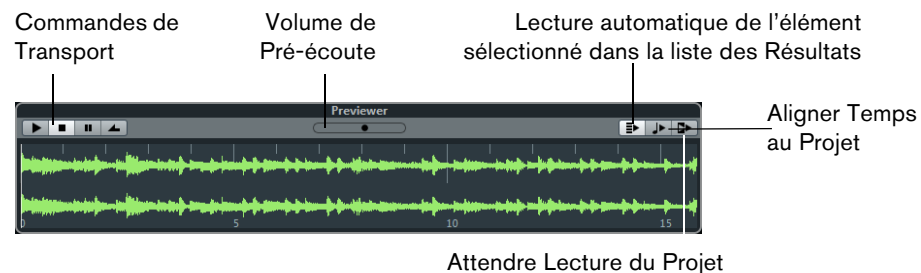 Commandes de
Transport
Volume de
Pré-écoute
Lecture automatique de l'élément
sélectionné dans la liste des Résultats
Previewer
Aligner Temps
au Projet
0 5 10 15
Attendre Lecture du Projet